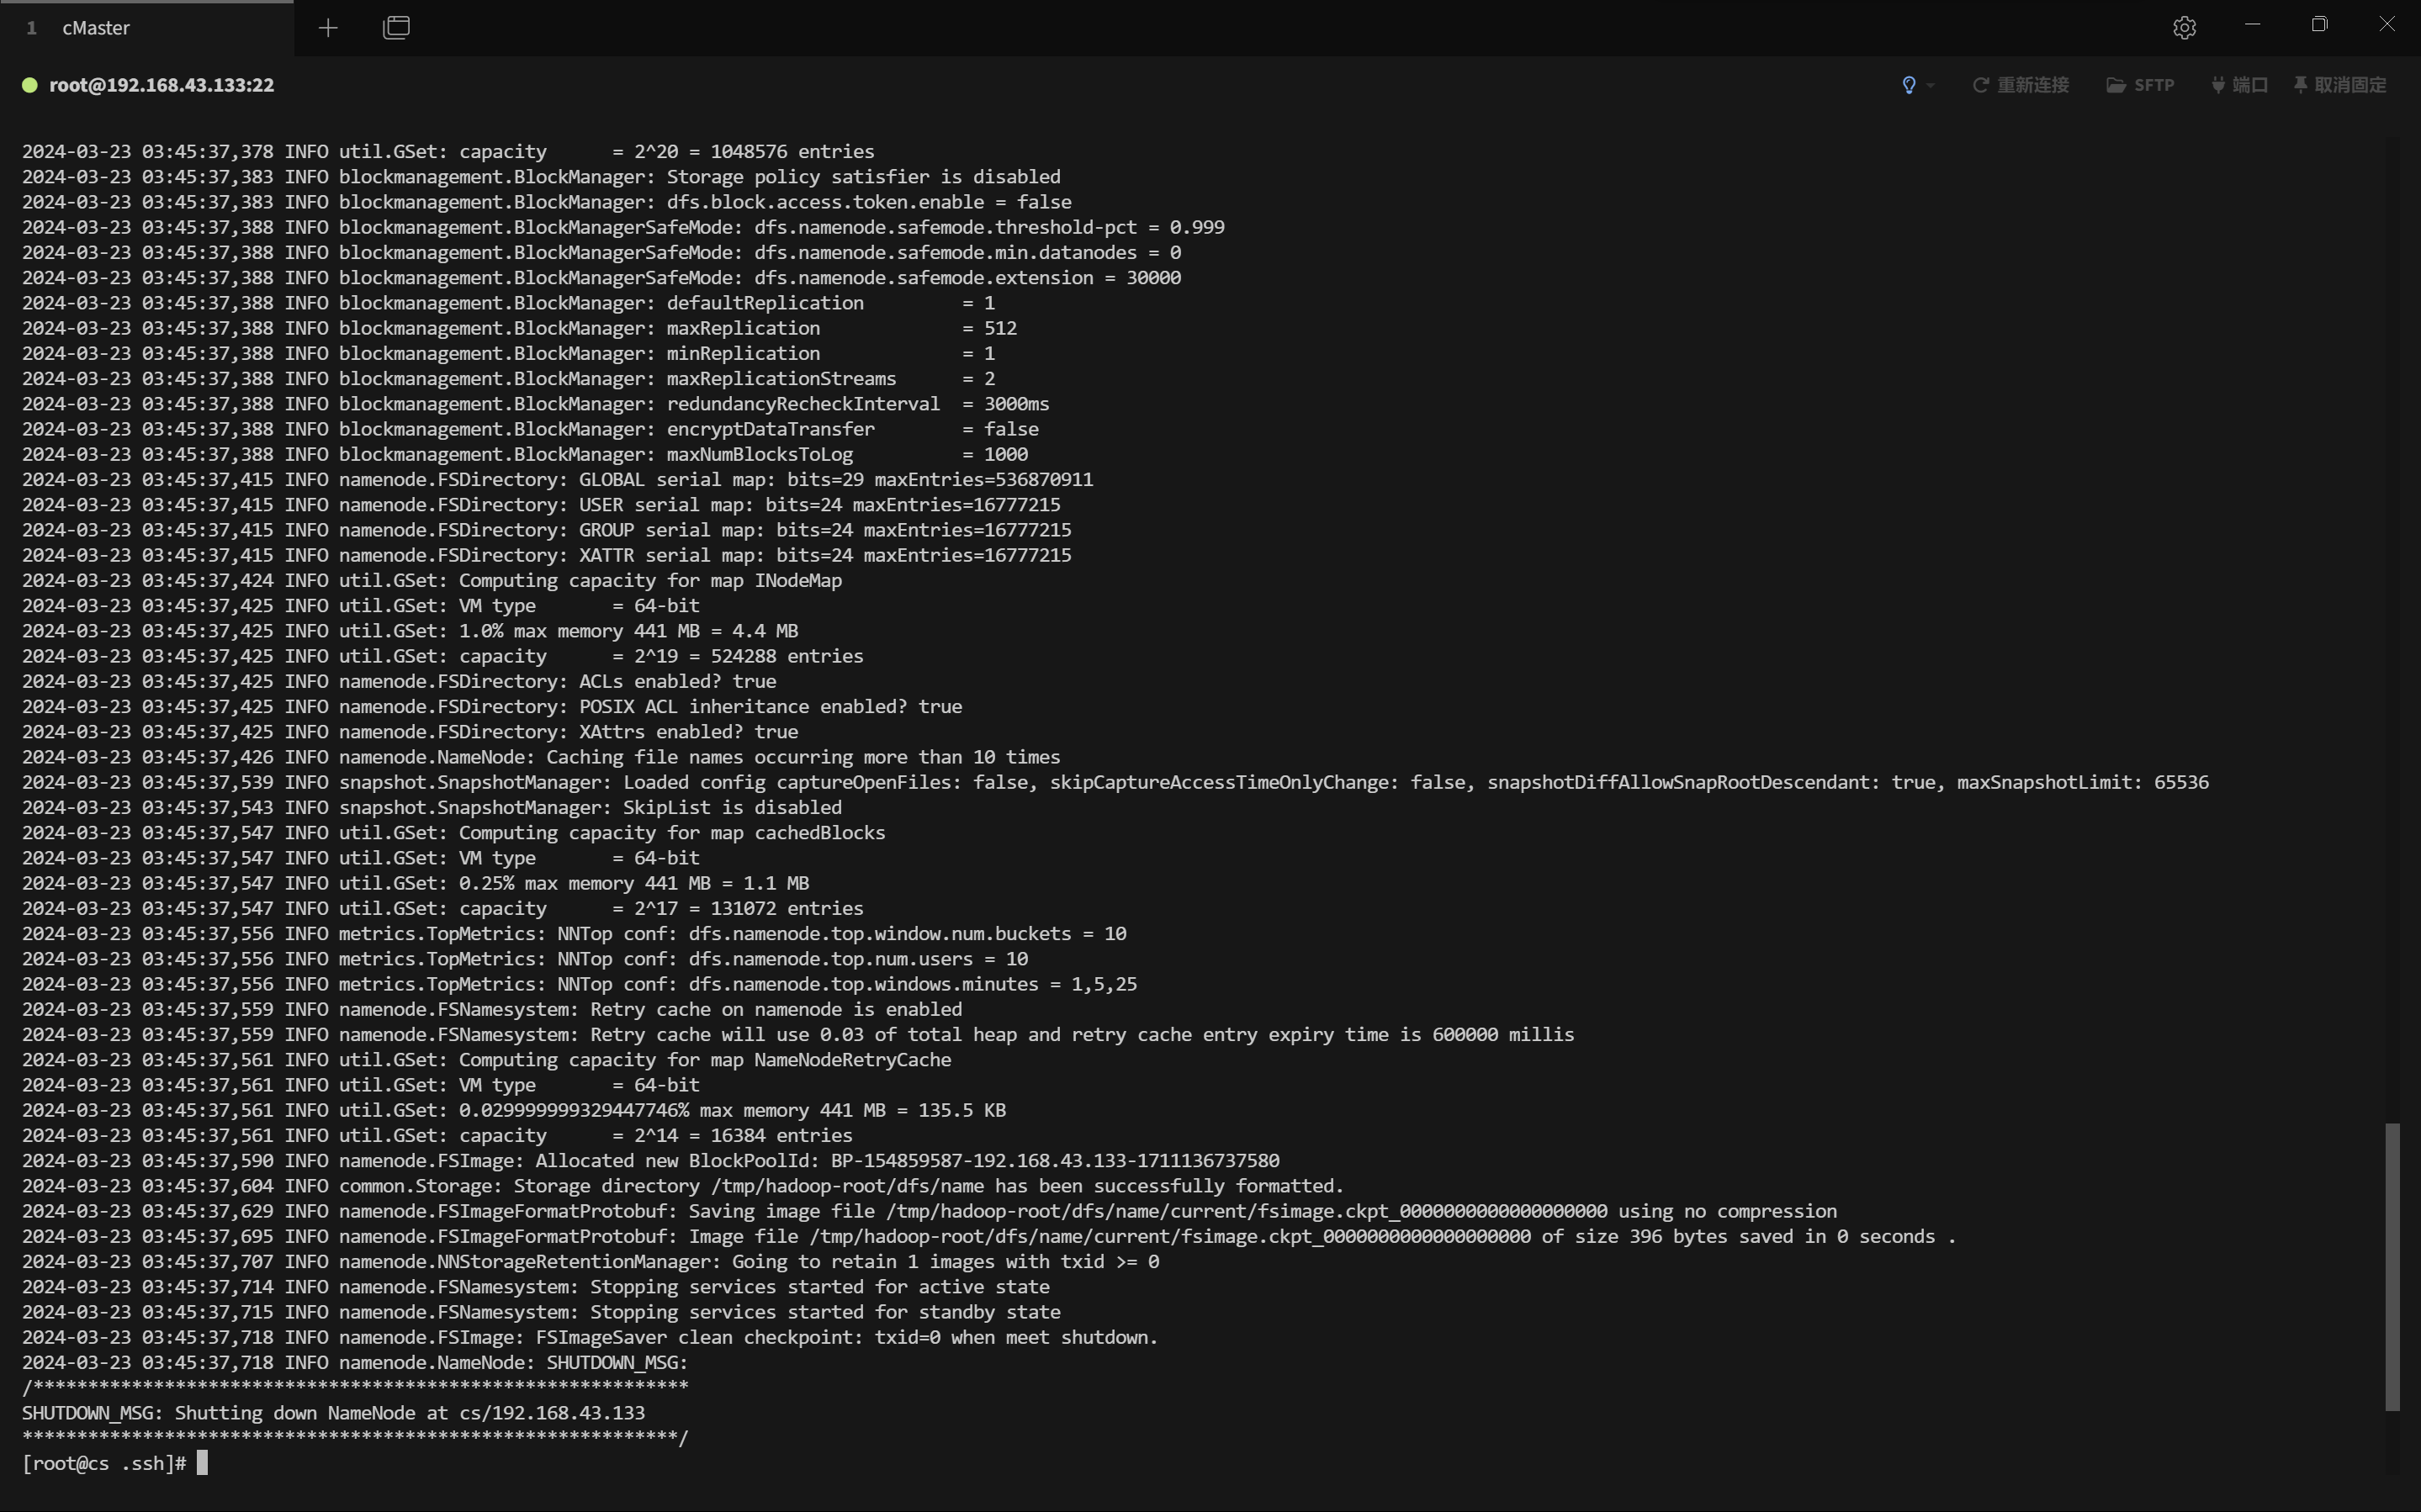 1 cMaster
root@192.168.43.133:22 重新连接 SFTP 端口 取消固定
2024-03-23 03:45:37,378 INFO util.GSet: capacity      = 2^20 = 1048576 entries
2024-03-23 03:45:37,383 INFO blockmanagement.BlockManager: Storage policy satisfier is disabled
2024-03-23 03:45:37,383 INFO blockmanagement.BlockManager: dfs.block.access.token.enable = false
2024-03-23 03:45:37,388 INFO blockmanagement.BlockManagerSafeMode: dfs.namenode.safemode.threshold-pct = 0.999
2024-03-23 03:45:37,388 INFO blockmanagement.BlockManagerSafeMode: dfs.namenode.safemode.min.datanodes = 0
2024-03-23 03:45:37,388 INFO blockmanagement.BlockManagerSafeMode: dfs.namenode.safemode.extension = 30000
2024-03-23 03:45:37,388 INFO blockmanagement.BlockManager: defaultReplication         = 1
2024-03-23 03:45:37,388 INFO blockmanagement.BlockManager: maxReplication             = 512
2024-03-23 03:45:37,388 INFO blockmanagement.BlockManager: minReplication             = 1
2024-03-23 03:45:37,388 INFO blockmanagement.BlockManager: maxReplicationStreams      = 2
2024-03-23 03:45:37,388 INFO blockmanagement.BlockManager: redundancyRecheckInterval  = 3000ms
2024-03-23 03:45:37,388 INFO blockmanagement.BlockManager: encryptDataTransfer        = false
2024-03-23 03:45:37,388 INFO blockmanagement.BlockManager: maxNumBlocksToLog          = 1000
2024-03-23 03:45:37,415 INFO namenode.FSDirectory: GLOBAL serial map: bits=29 maxEntries=536870911
2024-03-23 03:45:37,415 INFO namenode.FSDirectory: USER serial map: bits=24 maxEntries=16777215
2024-03-23 03:45:37,415 INFO namenode.FSDirectory: GROUP serial map: bits=24 maxEntries=16777215
2024-03-23 03:45:37,415 INFO namenode.FSDirectory: XATTR serial map: bits=24 maxEntries=16777215
2024-03-23 03:45:37,424 INFO util.GSet: Computing capacity for map INodeMap
2024-03-23 03:45:37,425 INFO util.GSet: VM type       = 64-bit
2024-03-23 03:45:37,425 INFO util.GSet: 1.0% max memory 441 MB = 4.4 MB
2024-03-23 03:45:37,425 INFO util.GSet: capacity      = 2^19 = 524288 entries
2024-03-23 03:45:37,425 INFO namenode.FSDirectory: ACLs enabled? true
2024-03-23 03:45:37,425 INFO namenode.FSDirectory: POSIX ACL inheritance enabled? true
2024-03-23 03:45:37,425 INFO namenode.FSDirectory: XAttrs enabled? true
2024-03-23 03:45:37,426 INFO namenode.NameNode: Caching file names occurring more than 10 times
2024-03-23 03:45:37,539 INFO snapshot.SnapshotManager: Loaded config captureOpenFiles: false, skipCaptureAccessTimeOnlyChange: false, snapshotDiffAllowSnapRootDescendant: true, maxSnapshotLimit: 65536
2024-03-23 03:45:37,543 INFO snapshot.SnapshotManager: SkipList is disabled
2024-03-23 03:45:37,547 INFO util.GSet: Computing capacity for map cachedBlocks
2024-03-23 03:45:37,547 INFO util.GSet: VM type       = 64-bit
2024-03-23 03:45:37,547 INFO util.GSet: 0.25% max memory 441 MB = 1.1 MB
2024-03-23 03:45:37,547 INFO util.GSet: capacity      = 2^17 = 131072 entries
2024-03-23 03:45:37,556 INFO metrics.TopMetrics: NNTop conf: dfs.namenode.top.window.num.buckets = 10
2024-03-23 03:45:37,556 INFO metrics.TopMetrics: NNTop conf: dfs.namenode.top.num.users = 10
2024-03-23 03:45:37,556 INFO metrics.TopMetrics: NNTop conf: dfs.namenode.top.windows.minutes = 1,5,25
2024-03-23 03:45:37,559 INFO namenode.FSNamesystem: Retry cache on namenode is enabled
2024-03-23 03:45:37,559 INFO namenode.FSNamesystem: Retry cache will use 0.03 of total heap and retry cache entry expiry time is 600000 millis
2024-03-23 03:45:37,561 INFO util.GSet: Computing capacity for map NameNodeRetryCache
2024-03-23 03:45:37,561 INFO util.GSet: VM type       = 64-bit
2024-03-23 03:45:37,561 INFO util.GSet: 0.029999999329447746% max memory 441 MB = 135.5 KB
2024-03-23 03:45:37,561 INFO util.GSet: capacity      = 2^14 = 16384 entries
2024-03-23 03:45:37,590 INFO namenode.FSImage: Allocated new BlockPoolId: BP-154859587-192.168.43.133-1711136737580
2024-03-23 03:45:37,604 INFO common.Storage: Storage directory /tmp/hadoop-root/dfs/name has been successfully formatted.
2024-03-23 03:45:37,629 INFO namenode.FSImageFormatProtobuf: Saving image file /tmp/hadoop-root/dfs/name/current/fsimage.ckpt_0000000000000000000 using no compression
2024-03-23 03:45:37,695 INFO namenode.FSImageFormatProtobuf: Image file /tmp/hadoop-root/dfs/name/current/fsimage.ckpt_0000000000000000000 of size 396 bytes saved in 0 seconds .
2024-03-23 03:45:37,707 INFO namenode.NNStorageRetentionManager: Going to retain 1 images with txid >= 0
2024-03-23 03:45:37,714 INFO namenode.FSNamesystem: Stopping services started for active state
2024-03-23 03:45:37,715 INFO namenode.FSNamesystem: Stopping services started for standby state
2024-03-23 03:45:37,718 INFO namenode.FSImage: FSImageSaver clean checkpoint: txid=0 when meet shutdown.
2024-03-23 03:45:37,718 INFO namenode.NameNode: SHUTDOWN_MSG:
/************************************************************
SHUTDOWN_MSG: Shutting down NameNode at cs/192.168.43.133
************************************************************/
[root@cs .ssh]#